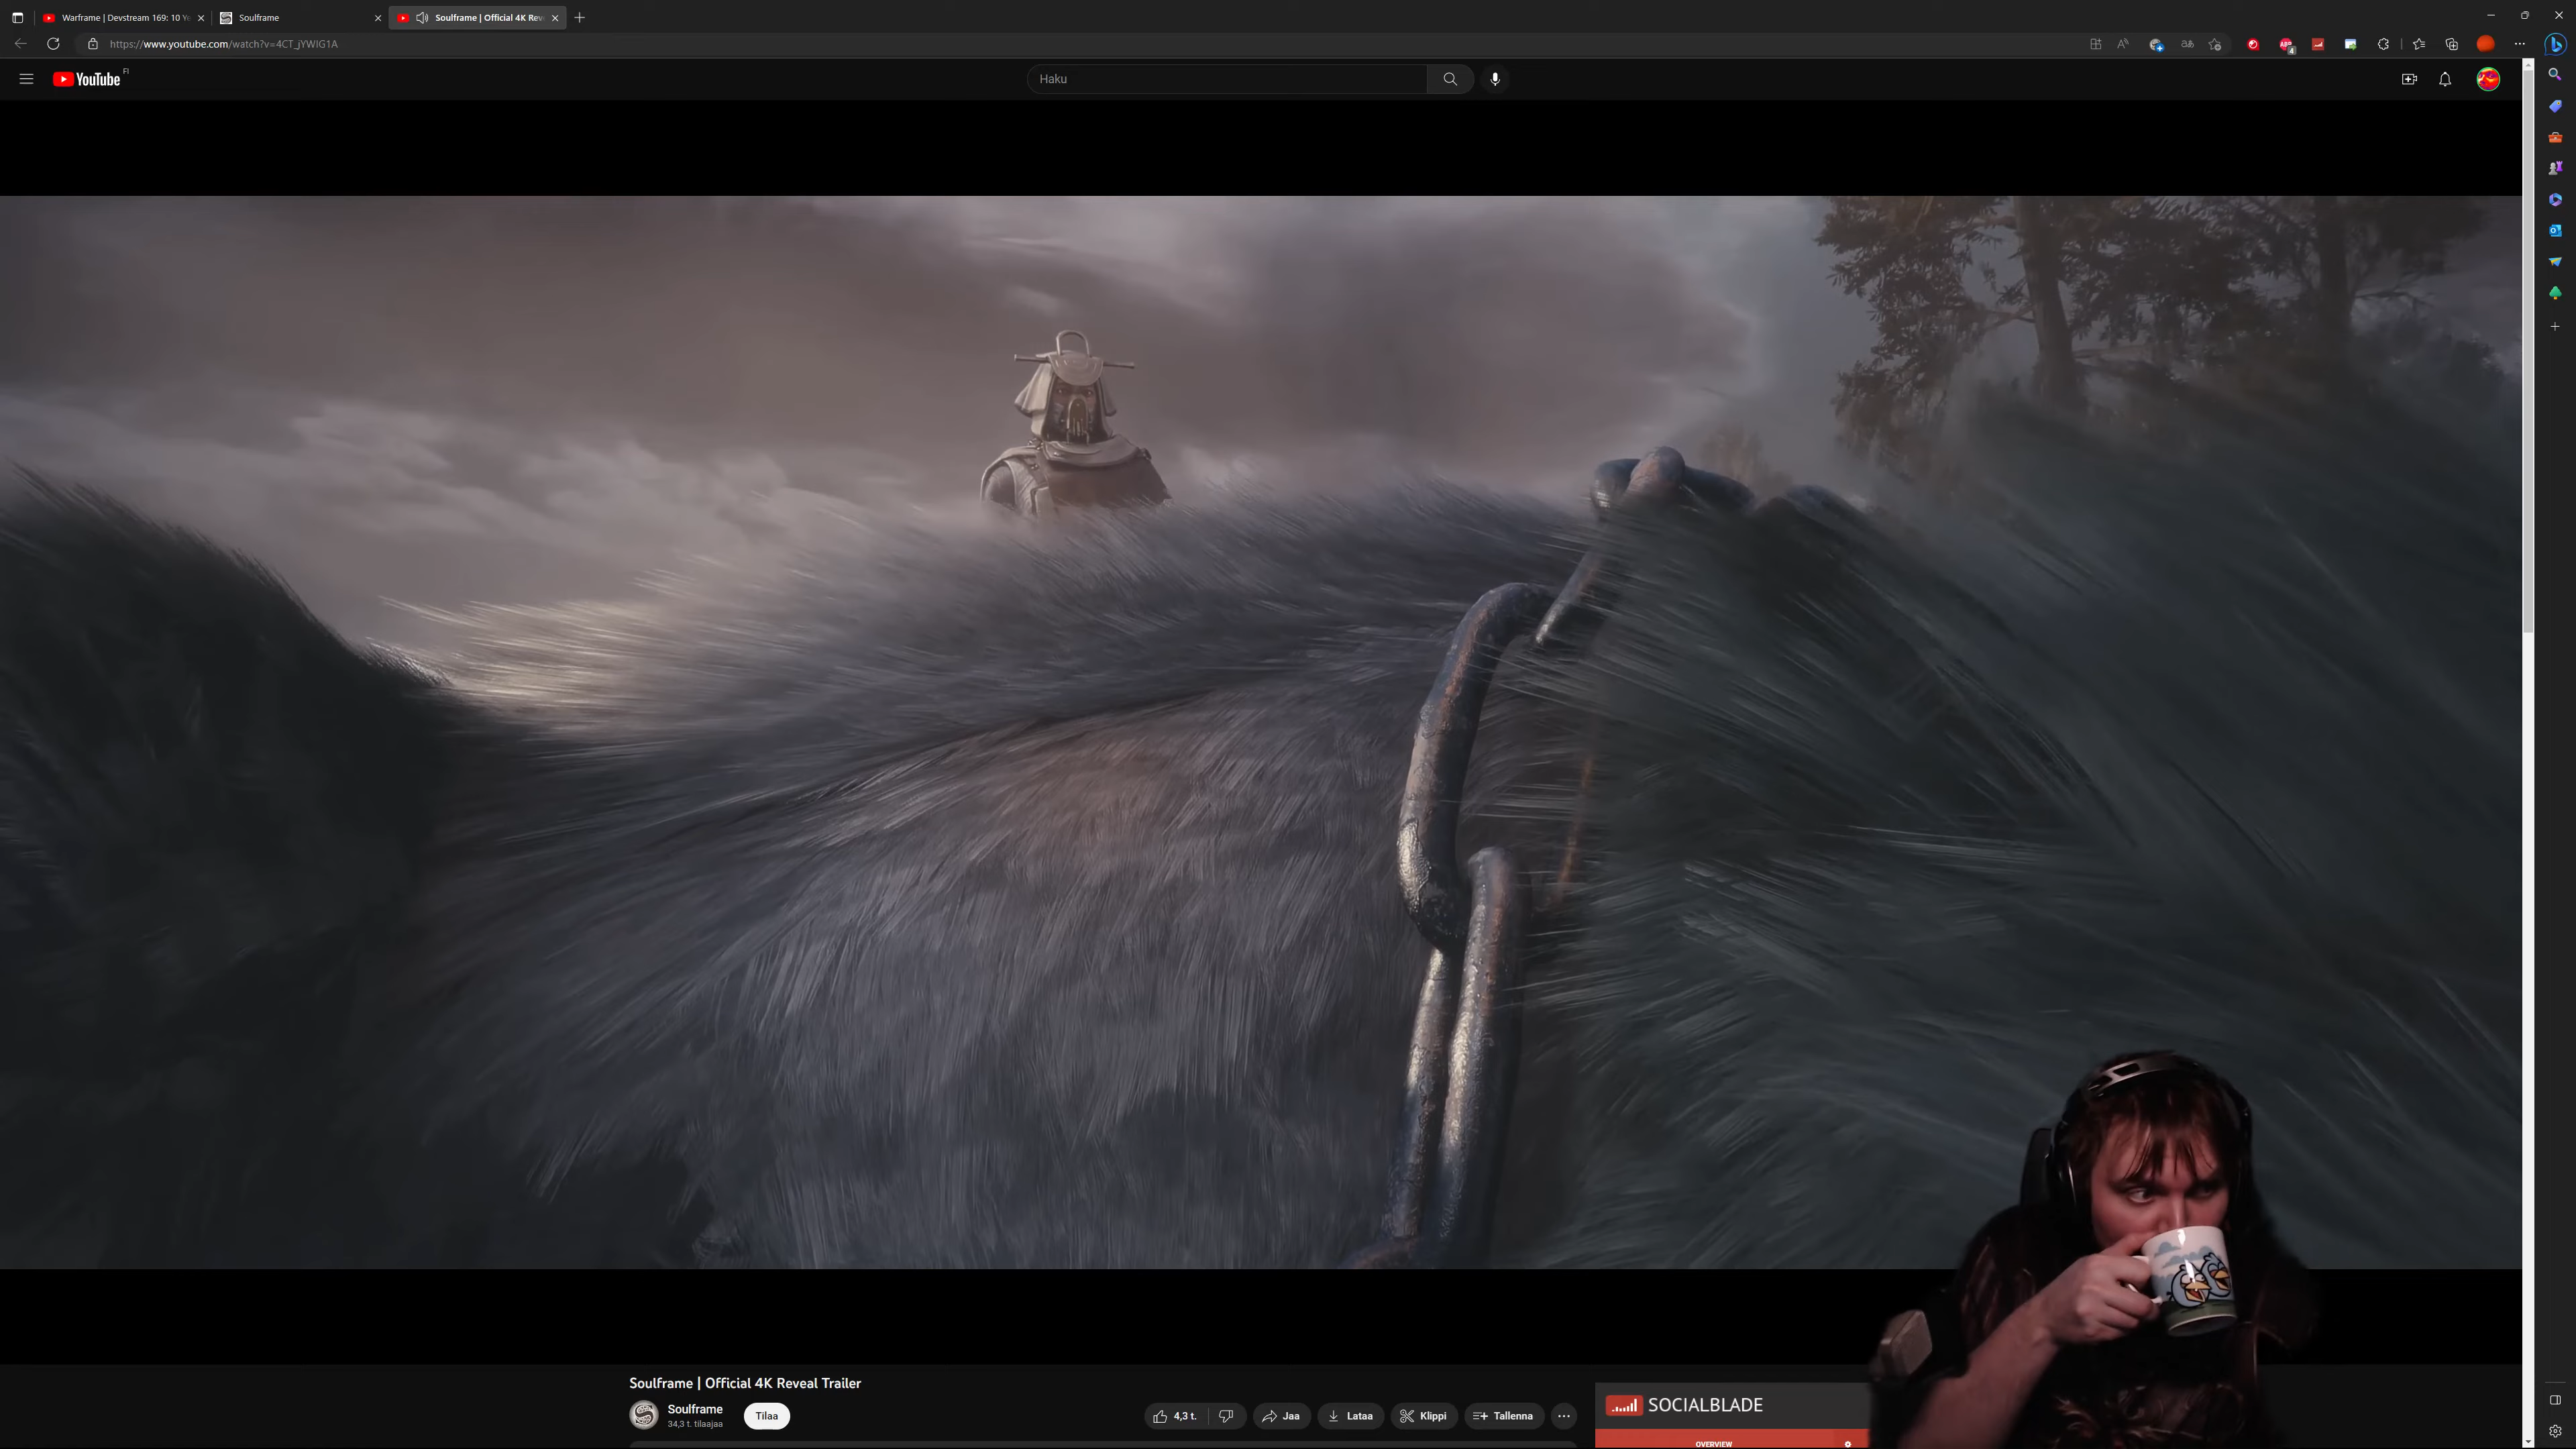 Warframe | Devstream 169: 10 Ye
Soulframe
Soulframe | Official 4K Rev
https://www.youtube.com/watch?v=4CT_jYWIG1A
YouTube FI
Haku
Soulframe | Official 4K Reveal Trailer
Soulframe
34,3 t. tilaajaa
Tilaa
4,3 t.
Jaa
Lataa
Klippi
Tallenna
SOCIALBLADE
OVERVIEW